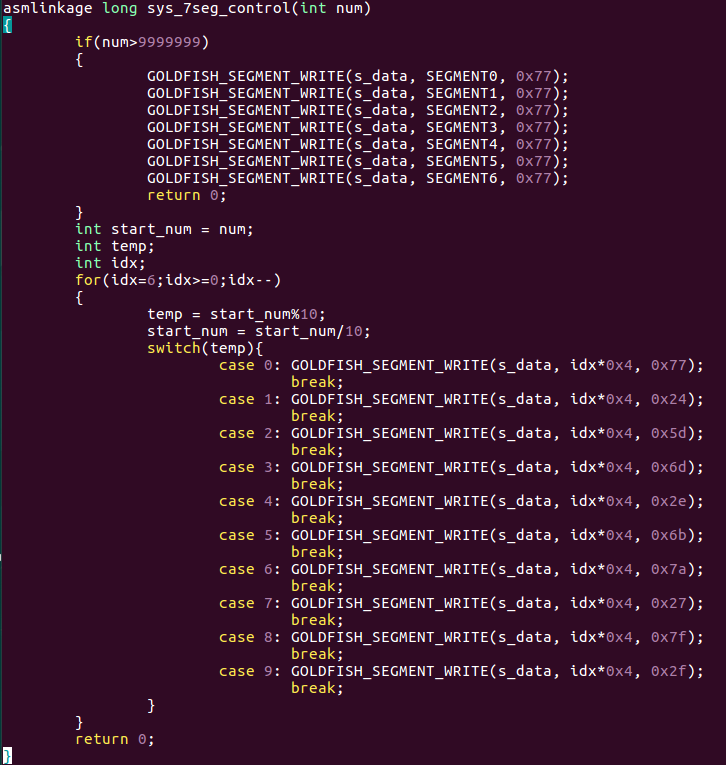 asmlinkage long sys_7seg_control(int num)
{
        if(num>9999999)
        {
                GOLDFISH_SEGMENT_WRITE(s_data, SEGMENT0, 0x77);
                GOLDFISH_SEGMENT_WRITE(s_data, SEGMENT1, 0x77);
                GOLDFISH_SEGMENT_WRITE(s_data, SEGMENT2, 0x77);
                GOLDFISH_SEGMENT_WRITE(s_data, SEGMENT3, 0x77);
                GOLDFISH_SEGMENT_WRITE(s_data, SEGMENT4, 0x77);
                GOLDFISH_SEGMENT_WRITE(s_data, SEGMENT5, 0x77);
                GOLDFISH_SEGMENT_WRITE(s_data, SEGMENT6, 0x77);
                return 0;
        }
        int start_num = num;
        int temp;
        int idx;
        for(idx=6;idx>=0;idx--)
        {
                temp = start_num%10;
                start_num = start_num/10;
                switch(temp){
                        case 0: GOLDFISH_SEGMENT_WRITE(s_data, idx*0x4, 0x77);
                                break;
                        case 1: GOLDFISH_SEGMENT_WRITE(s_data, idx*0x4, 0x24);
                                break;
                        case 2: GOLDFISH_SEGMENT_WRITE(s_data, idx*0x4, 0x5d);
                                break;
                        case 3: GOLDFISH_SEGMENT_WRITE(s_data, idx*0x4, 0x6d);
                                break;
                        case 4: GOLDFISH_SEGMENT_WRITE(s_data, idx*0x4, 0x2e);
                                break;
                        case 5: GOLDFISH_SEGMENT_WRITE(s_data, idx*0x4, 0x6b);
                                break;
                        case 6: GOLDFISH_SEGMENT_WRITE(s_data, idx*0x4, 0x7a);
                                break;
                        case 7: GOLDFISH_SEGMENT_WRITE(s_data, idx*0x4, 0x27);
                                break;
                        case 8: GOLDFISH_SEGMENT_WRITE(s_data, idx*0x4, 0x7f);
                                break;
                        case 9: GOLDFISH_SEGMENT_WRITE(s_data, idx*0x4, 0x2f);
                                break;
                }
        }
        return 0;
}